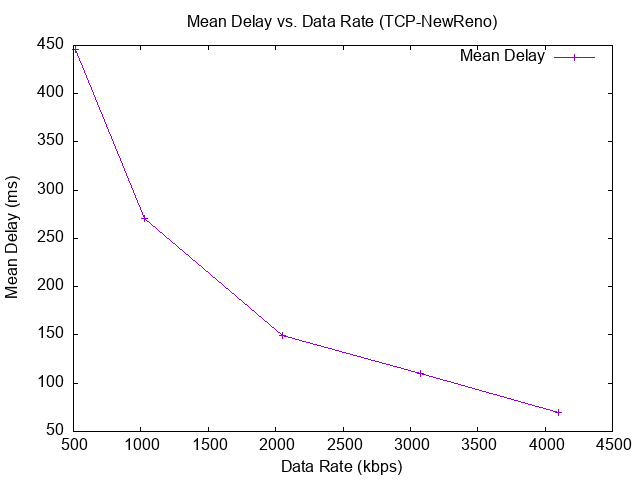 Mean Delay vs. Data Rate (TCP-NewReno)
Mean Delay
450
400
350
300
250
200
150
100
50
Mean Delay (ms)
500 1000 1500 2000 2500 3000 3500 4000 4500
Data Rate (kbps)